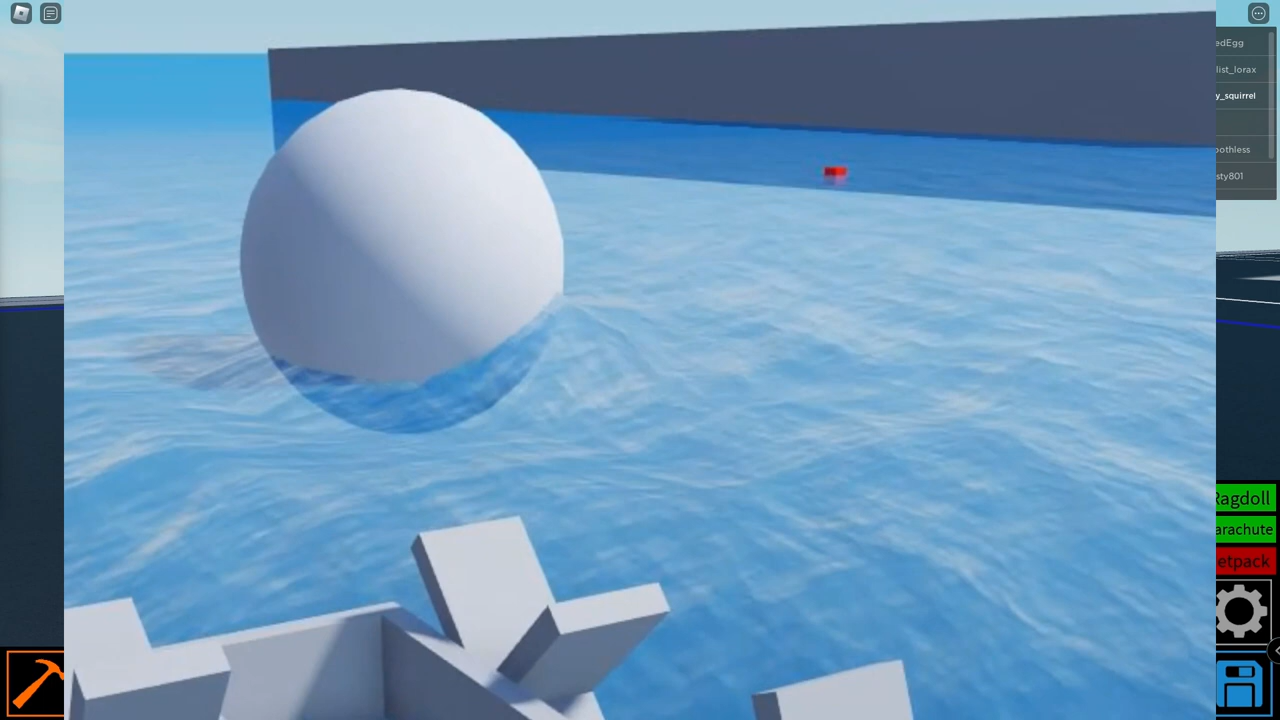 edEgg
list_lorax
y_squirrel
oothless
sty801
Ragdoll
arachute
etpack